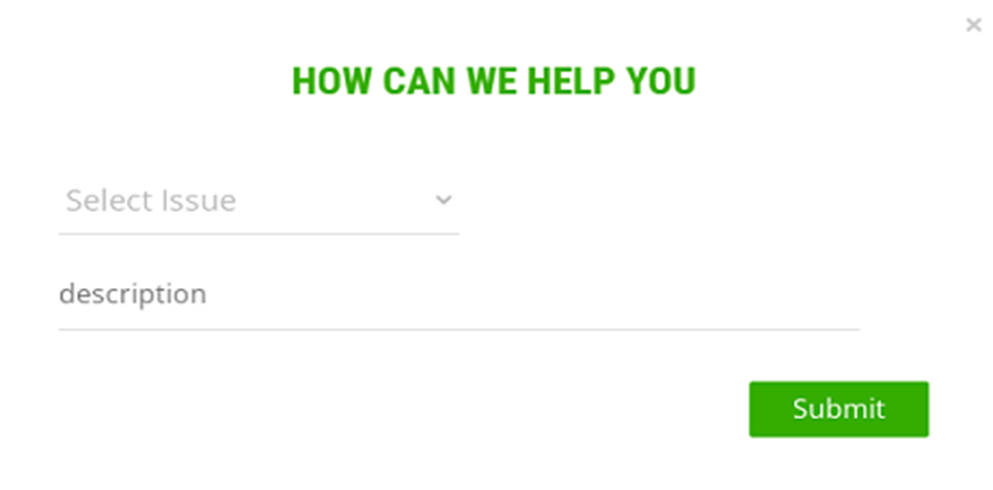 HOW CAN WE HELP YOU
Select Issue
description
Submit